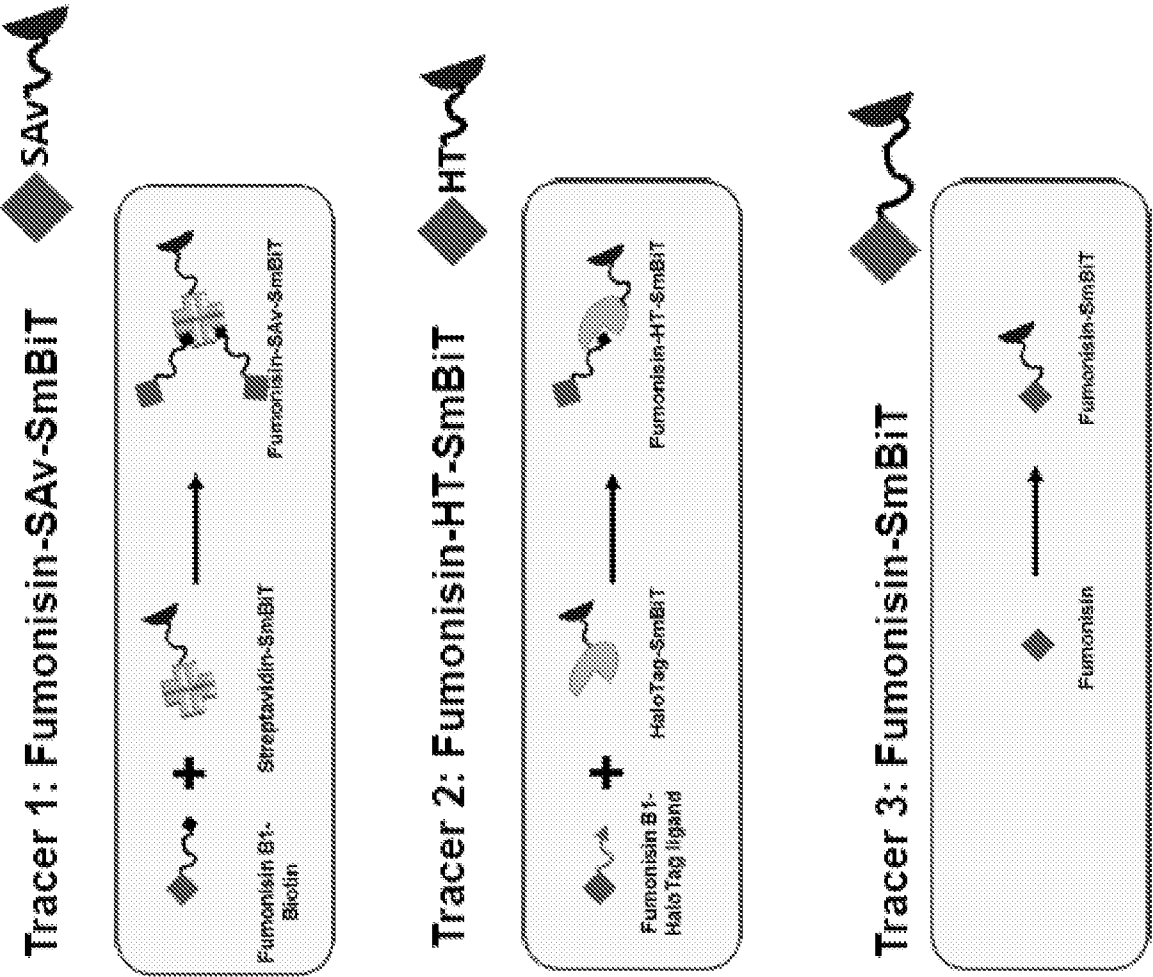 Tracer 1: Fumonisin-SAv-SmBiT
SAv
Fumonisin B1-
Biotin
Streptavidin-SmBiT
Fumonisin-SAv-SmBiT
Tracer 2: Fumonisin-HT-SmBiT
HT
Fumonisin B1-
HaloTag ligand
HaloTag-SmBiT
Fumonisin-HT-SmBiT
Tracer 3: Fumonisin-SmBiT
Fumonisin
Fumonisin-SmBiT